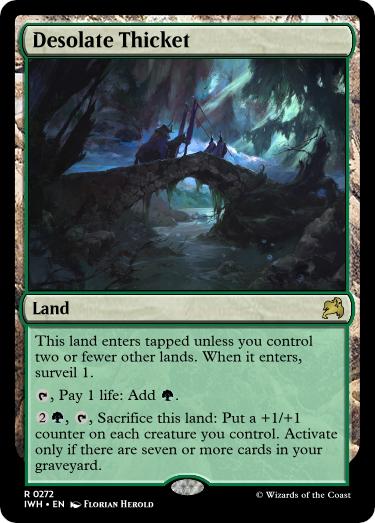 Desolate Thicket
Land
This land enters tapped unless you control
two or fewer other lands. When it enters,
surveil 1.
, Pay 1 life: Add .
2 , , Sacrifice this land: Put a +1/+1
counter on each creature you control. Activate
only if there are seven or more cards in your
graveyard.
R 0272
IWH • EN Florian Herold
© Wizards of the Coast